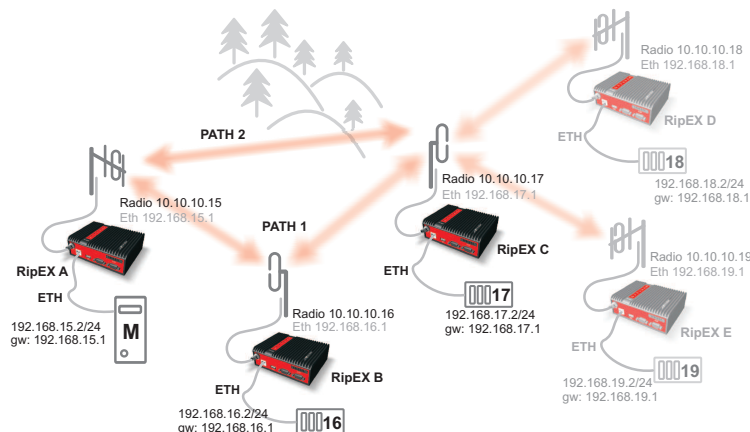 Radio 10.10.10.18
Eth 192.168.18.1
RipEX D
ETH
18
192.168.18.2/24
gw: 192.168.18.1
PATH 2
Radio 10.10.10.17
Eth 192.168.17.1
RipEX C
ETH
17
192.168.17.2/24
gw: 192.168.17.1
Radio 10.10.10.15
Eth 192.168.15.1
RipEX A
ETH
M
192.168.15.2/24
gw: 192.168.15.1
PATH 1
Radio 10.10.10.16
Eth 192.168.16.1
RipEX B
ETH
192.168.16.2/24
gw: 192.168.16.1
16
Radio 10.10.10.19
Eth 192.168.19.1
RipEX E
ETH
19
192.168.19.2/24
gw: 192.168.19.1